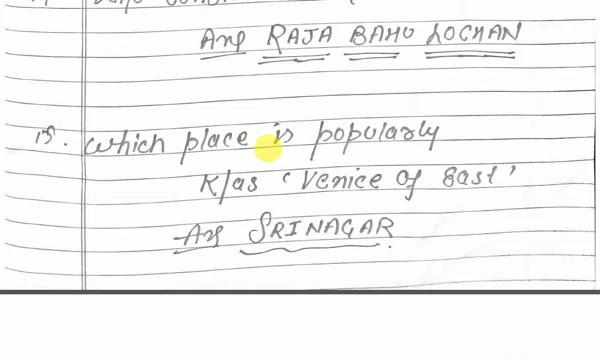 Ans RAJA BAHU LOCHAN
15. which place is popularly
K/as 'Venice of East'
Ans SRINAGAR.